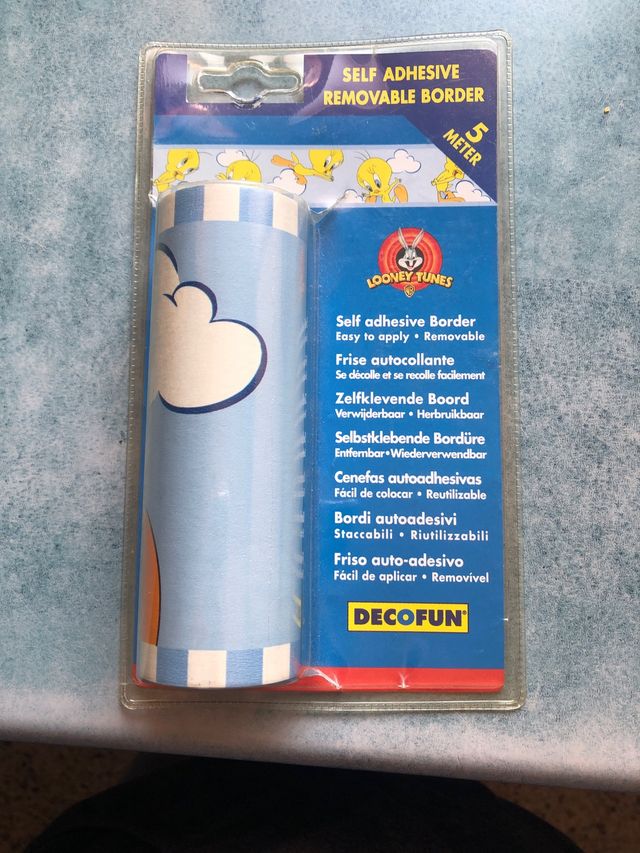 SELF ADHESIVE
REMOVABLE BORDER
5
METER
LOONEY TUNES
WB
Self adhesive Border
Easy to apply • Removable
Frise autocollante
Se décolle et se recolle facilement
Zelfklevende Boord
Verwijderbaar • Herbruikbaar
Selbstklebende Bordüre
Entfernbar•Wiederverwendbar
Cenefas autoadhesivas
Fácil de colocar • Reutilizable
Bordi autoadesivi
Staccabili • Riutilizzabili
Friso auto-adesivo
Fácil de aplicar • Removível
DECOFUN®